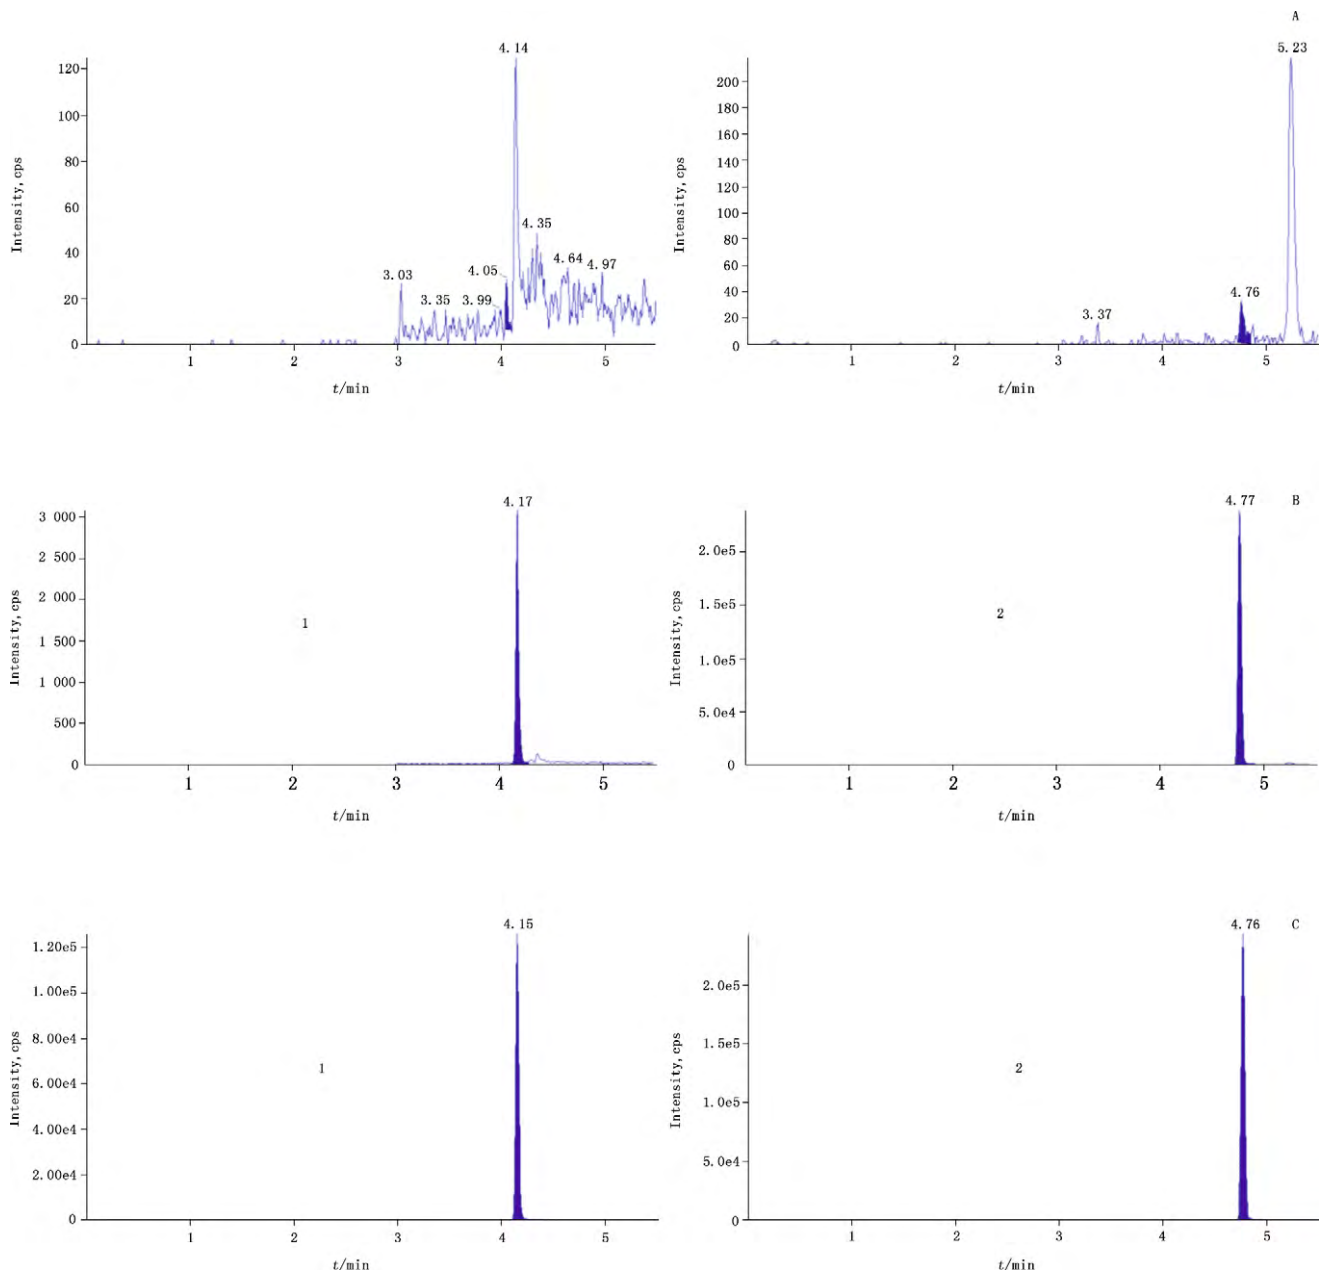 A
4.14
120
100
80
60
40
20
0
Intensity,cps
3.03
3.35
3.99
4.05
4.35
4.64
4.97
1
2
3
4
5
t/min
5.23
200
180
160
140
120
100
80
60
40
20
0
Intensity,cps
3.37
4.76
1
2
3
4
5
t/min
4.17
3 000
2 500
2 000
1 500
1 000
500
0
Intensity,cps
1
1
2
3
4
5
t/min
4.77
B
2.0e5
1.5e5
1.0e5
5.0e4
0
Intensity,cps
2
1
2
3
4
5
t/min
4.15
1.20e5
1.00e5
8.00e4
6.00e4
4.00e4
2.00e4
0
Intensity,cps
1
1
2
3
4
5
t/min
4.76
C
2.0e5
1.5e5
1.0e5
5.0e4
0
Intensity,cps
2
1
2
3
4
5
t/min